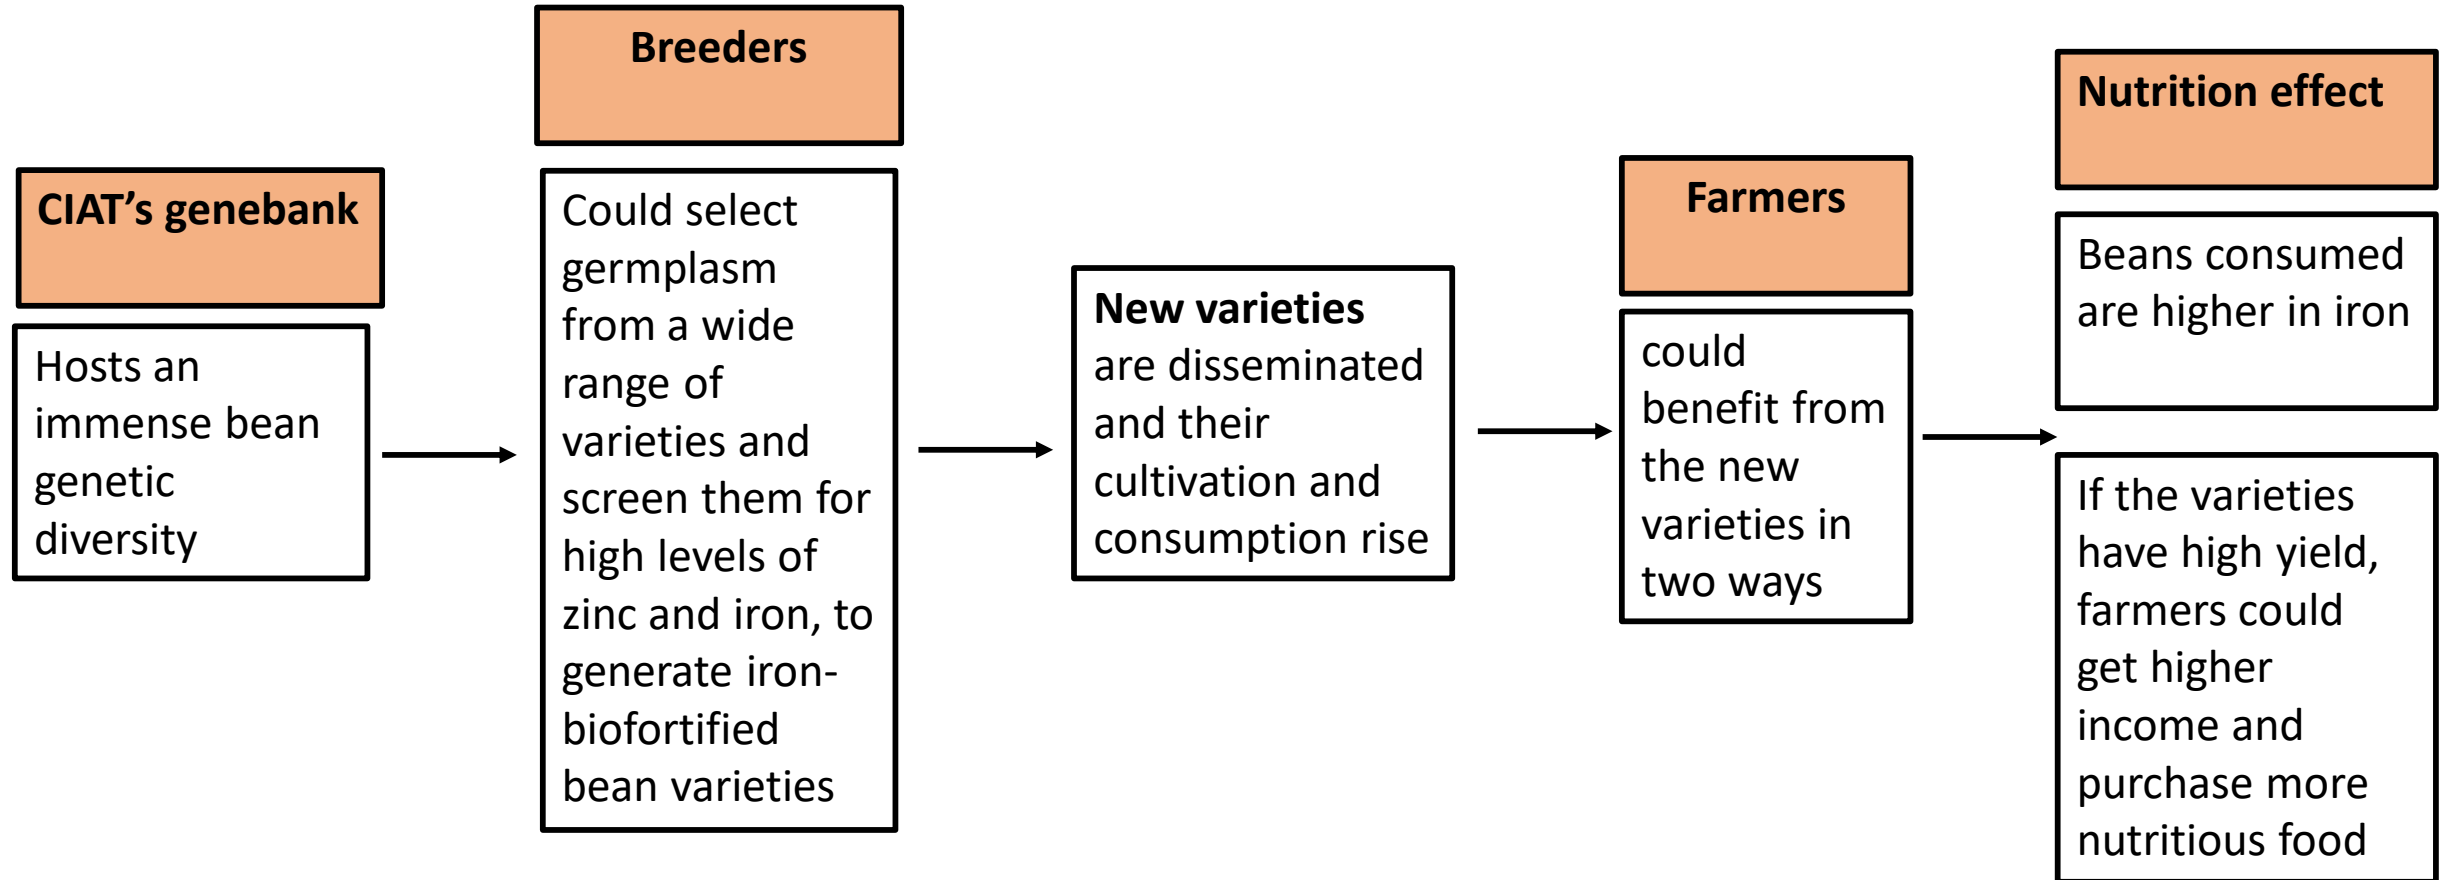 CIAT’s genebank
Hosts an
immense bean
genetic
diversity
Breeders
Could select
germplasm
from a wide
range of
varieties and
screen them for
high levels of
zinc and iron, to
generate iron-
biofortified
bean varieties
New varieties
are disseminated
and their
cultivation and
consumption rise
Farmers
could
benefit from
the new
varieties in
two ways
Nutrition effect
Beans consumed
are higher in iron
If the varieties
have high yield,
farmers could
get higher
income and
purchase more
nutritious food